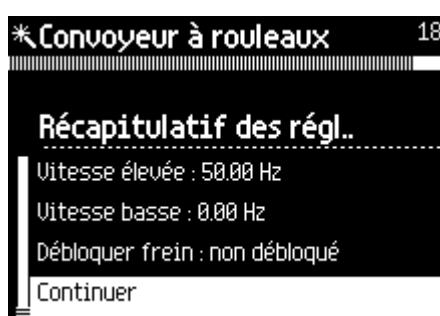 Convoyeur à rouleaux 18
Récapitulatif des régl..
Vitesse élevée : 50.00 Hz
Vitesse basse : 0.00 Hz
Débloquer frein : non débloqué
Continuer